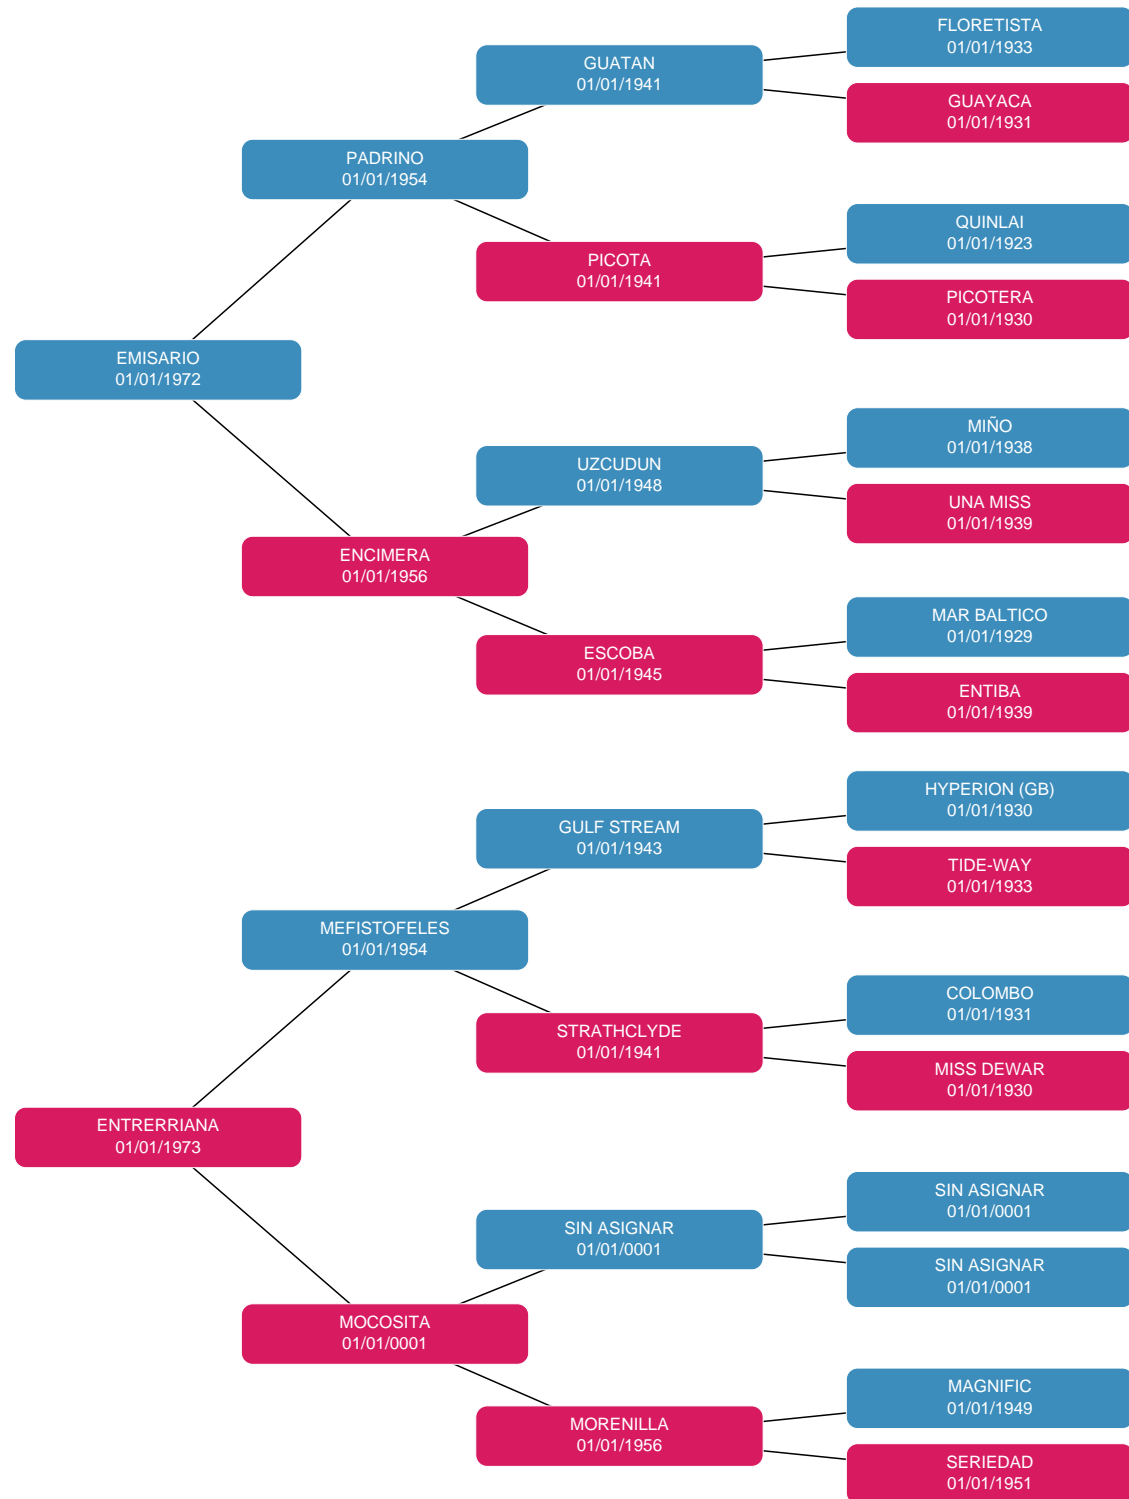 FLORETISTA
01/01/1933
GUATAN
01/01/1941
GUAYACA
01/01/1931
PADRINO
01/01/1954
QUINLAI
01/01/1923
PICOTA
01/01/1941
PICOTERA
01/01/1930
EMISARIO
01/01/1972
MIÑO
01/01/1938
UZCUDUN
01/01/1948
UNA MISS
01/01/1939
ENCIMERA
01/01/1956
MAR BALTICO
01/01/1929
ESCOBA
01/01/1945
ENTIBA
01/01/1939
HYPERION (GB)
01/01/1930
GULF STREAM
01/01/1943
TIDE-WAY
01/01/1933
MEFISTOFELES
01/01/1954
COLOMBO
01/01/1931
STRATHCLYDE
01/01/1941
MISS DEWAR
01/01/1930
ENTRERRIANA
01/01/1973
SIN ASIGNAR
01/01/0001
SIN ASIGNAR
01/01/0001
SIN ASIGNAR
01/01/0001
MOCOSITA
01/01/0001
MAGNIFIC
01/01/1949
MORENILLA
01/01/1956
SERIEDAD
01/01/1951